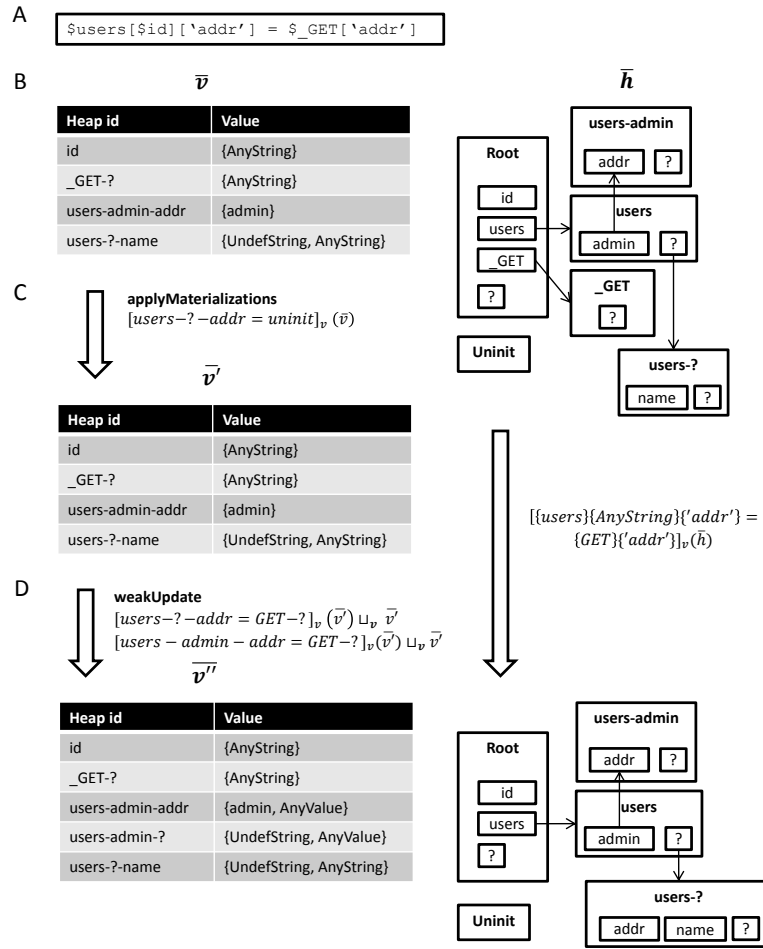 A
$users[$id]['addr'] = $_GET['addr']
B
v̅
Heap id Value
id {AnyString}
_GET-? {AnyString}
users-admin-addr {admin}
users-?-name {UndefString, AnyString}
h̅
users-admin
addr ?
Root
id
users
_GET
?
users
admin ?
_GET
?
Uninit
users-?
name ?
C
applyMaterializations
[users−?−addr = uninit]ᵥ (v̅)
v̅′
Heap id Value
id {AnyString}
_GET-? {AnyString}
users-admin-addr {admin}
users-?-name {UndefString, AnyString}
[{users}{AnyString}{'addr'} =
{GET}{'addr'}]ᵥ(h̅)
D
weakUpdate
[users−?−addr = GET−?]ᵥ (v̅′) ⊔ᵥ v̅′
[users − admin − addr = GET−?]ᵥ(v̅′) ⊔ᵥ v̅′
v̅′′
Heap id Value
id {AnyString}
_GET-? {AnyString}
users-admin-addr {admin, AnyValue}
users-admin-? {UndefString, AnyValue}
users-?-name {UndefString, AnyString}
users-admin
addr ?
Root
id
users
?
users
admin ?
Uninit
users-?
addr name ?